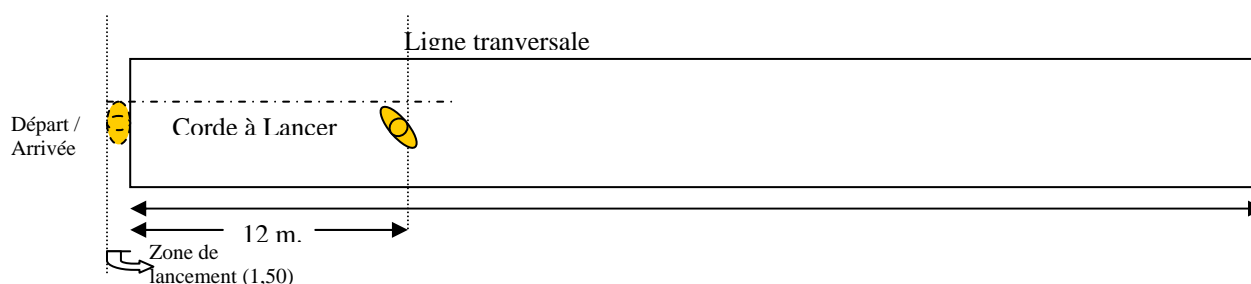 Ligne tranversale
Départ /
Arrivée
Corde à Lancer
12 m.
Zone de
lancement (1,50)